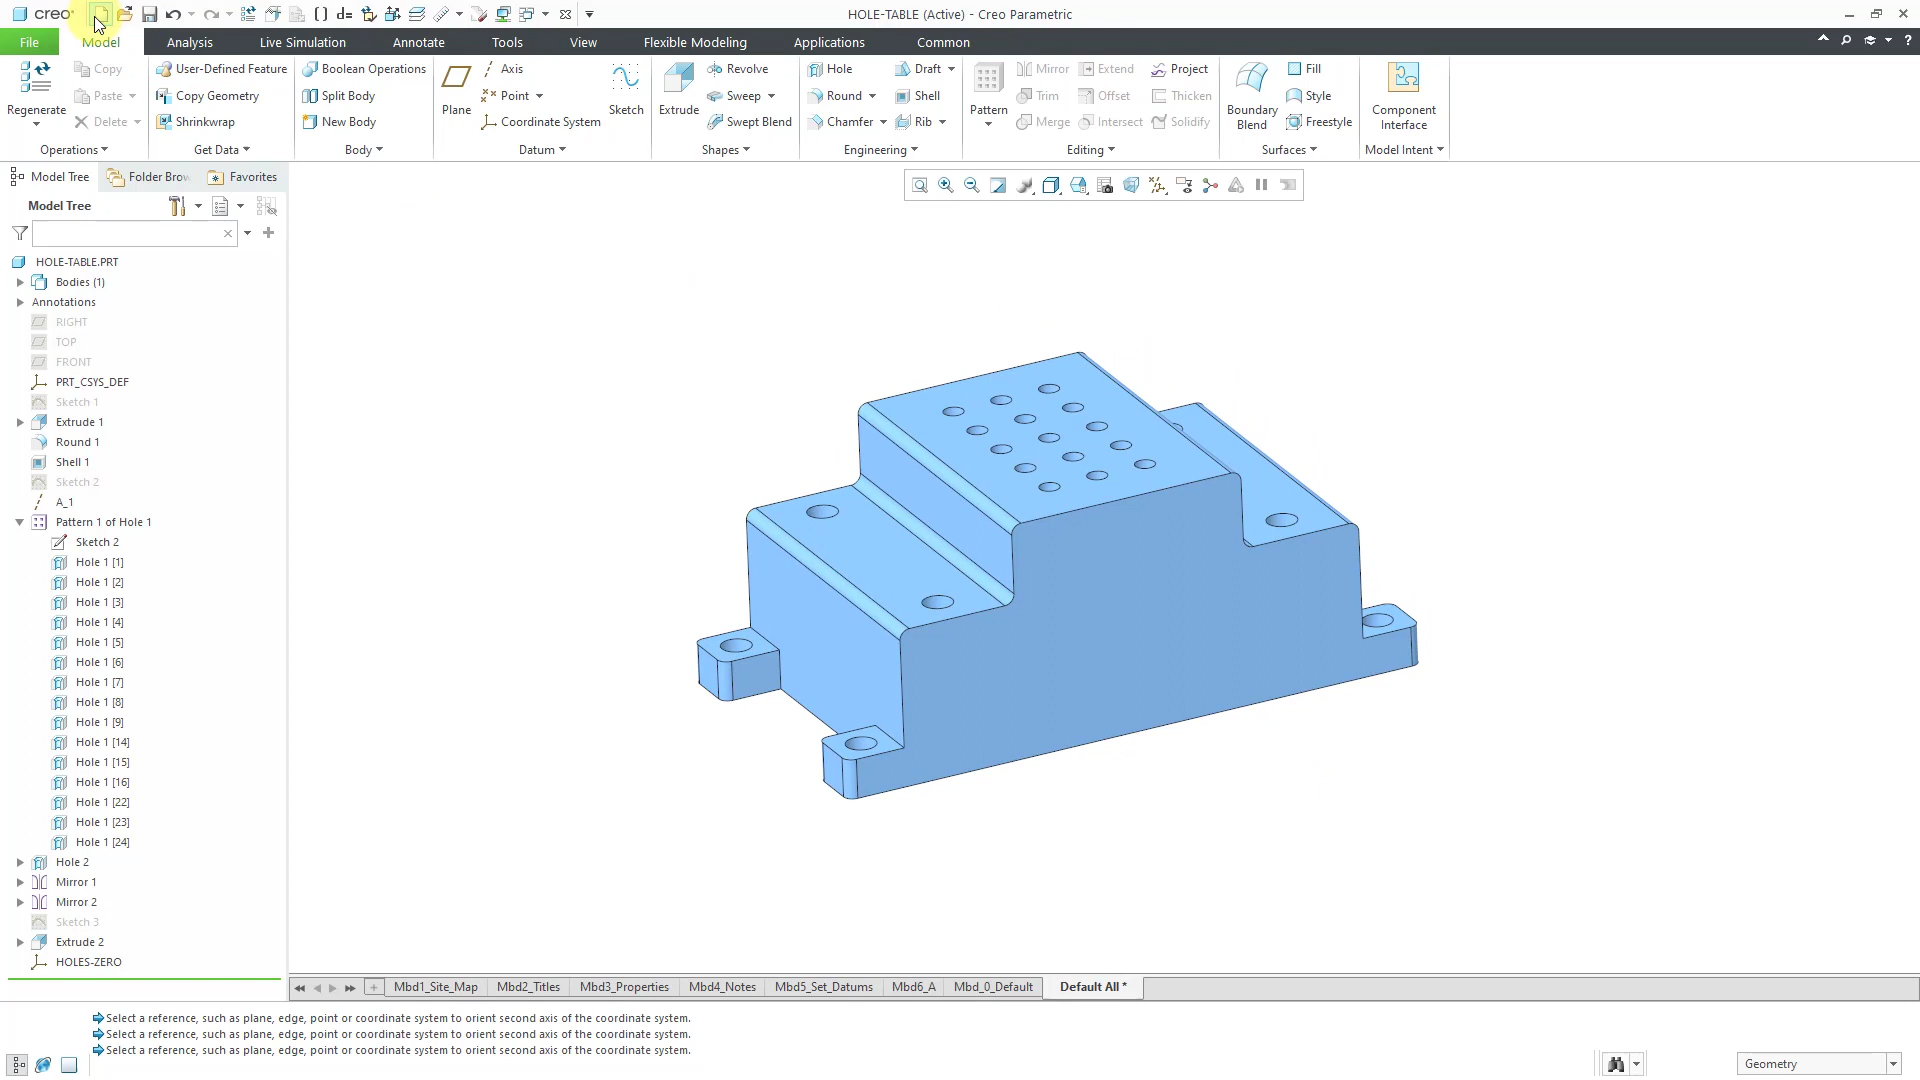 creo
HOLE-TABLE (Active) - Creo Parametric
File
Model
Analysis
Live Simulation
Annotate
Tools
View
Flexible Modeling
Applications
Common
Regenerate
Copy
Paste
Delete
Operations
User-Defined Feature
Copy Geometry
Shrinkwrap
Get Data
Boolean Operations
Split Body
New Body
Body
Plane
Axis
Point
Coordinate System
Sketch
Datum
Extrude
Revolve
Sweep
Swept Blend
Shapes
Hole
Round
Chamfer
Draft
Shell
Rib
Engineering
Pattern
Mirror
Trim
Merge
Extend
Offset
Intersect
Project
Thicken
Solidify
Editing
Boundary
Blend
Fill
Style
Freestyle
Surfaces
Component
Interface
Model Intent
Model Tree
Folder Brow
Favorites
Model Tree
HOLE-TABLE.PRT
Bodies (1)
Annotations
RIGHT
TOP
FRONT
PRT_CSYS_DEF
Sketch 1
Extrude 1
Round 1
Shell 1
Sketch 2
A_1
Pattern 1 of Hole 1
Sketch 2
Hole 1 [1]
Hole 1 [2]
Hole 1 [3]
Hole 1 [4]
Hole 1 [5]
Hole 1 [6]
Hole 1 [7]
Hole 1 [8]
Hole 1 [9]
Hole 1 [14]
Hole 1 [15]
Hole 1 [16]
Hole 1 [22]
Hole 1 [23]
Hole 1 [24]
Hole 2
Mirror 1
Mirror 2
Sketch 3
Extrude 2
HOLES-ZERO
Mbd1_Site_Map
Mbd2_Titles
Mbd3_Properties
Mbd4_Notes
Mbd5_Set_Datums
Mbd6_A
Mbd_0_Default
Default All *
Select a reference, such as plane, edge, point or coordinate system to orient second axis of the coordinate system.
Select a reference, such as plane, edge, point or coordinate system to orient second axis of the coordinate system.
Select a reference, such as plane, edge, point or coordinate system to orient second axis of the coordinate system.
Geometry